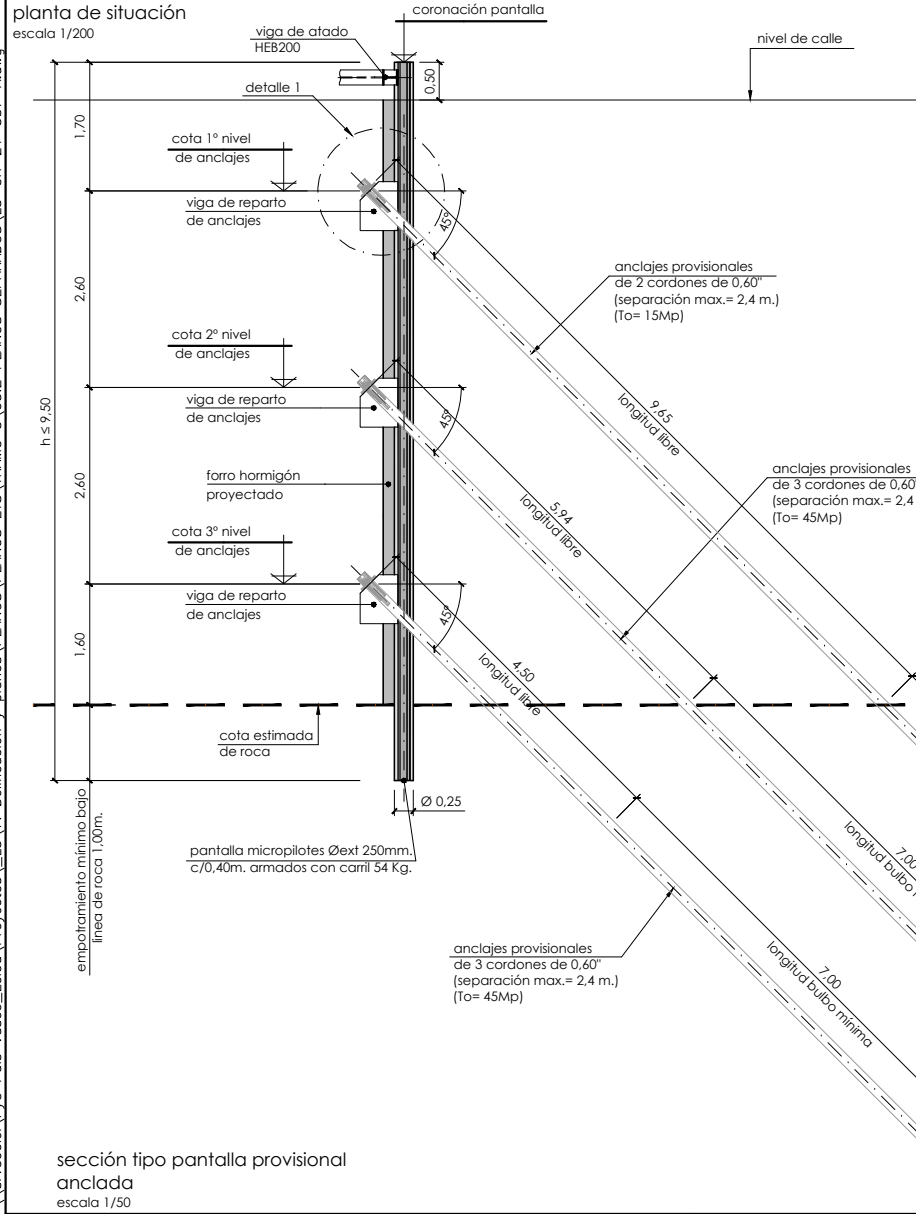 planta de situación
escala 1/200
coronación pantalla
viga de atado
HEB200
nivel de calle
0,50
detalle 1
1,70
cota 1º nivel
de anclajes
viga de reparto
de anclajes
45º
anclajes provisionales
de 2 cordones de 0,60"
(separación max.= 2,4 m.)
(To= 15Mp)
2,60
cota 2º nivel
de anclajes
viga de reparto
de anclajes
45º
9,65
longitud libre
h ≤ 9,50
forro hormigón
proyectado
2,60
5,94
longitud libre
anclajes provisionales
de 3 cordones de 0,60"
(separación max.= 2,4
(To= 45Mp)
cota 3º nivel
de anclajes
viga de reparto
de anclajes
45º
1,60
4,50
longitud libre
cota estimada
de roca
Ø 0,25
empotramiento mínimo bajo
linea de roca 1,00m.
pantalla micropilotes Øext 250mm.
c/0,40m. armados con carril 54 Kg.
7,00
longitud bulbo
anclajes provisionales
de 3 cordones de 0,60"
(separación max.= 2,4 m.)
(To= 45Mp)
7,00
longitud bulbo mínima
sección tipo pantalla provisional
anclada
escala 1/50